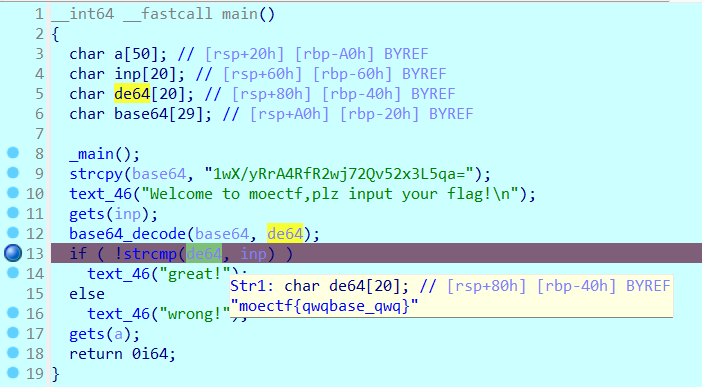 1 __int64 __fastcall main()
2 {
3 char a[50]; // [rsp+20h] [rbp-A0h] BYREF
4 char inp[20]; // [rsp+60h] [rbp-60h] BYREF
5 char de64[20]; // [rsp+80h] [rbp-40h] BYREF
6 char base64[29]; // [rsp+A0h] [rbp-20h] BYREF
7
8 _main();
9 strcpy(base64, "1wX/yRrA4RfR2wj72Qv52x3L5qa=");
10 text_46("Welcome to moectf,plz input your flag!\n");
11 gets(inp);
12 base64_decode(base64, de64);
13 if ( !strcmp(de64, inp) )
14 text_46("great!");
Str1: char de64[20]; // [rsp+80h] [rbp-40h] BYREF
15 else
"moectf{qwqbase_qwq}"
16 text_46("wrong!");
17 gets(a);
18 return 0i64;
19 }